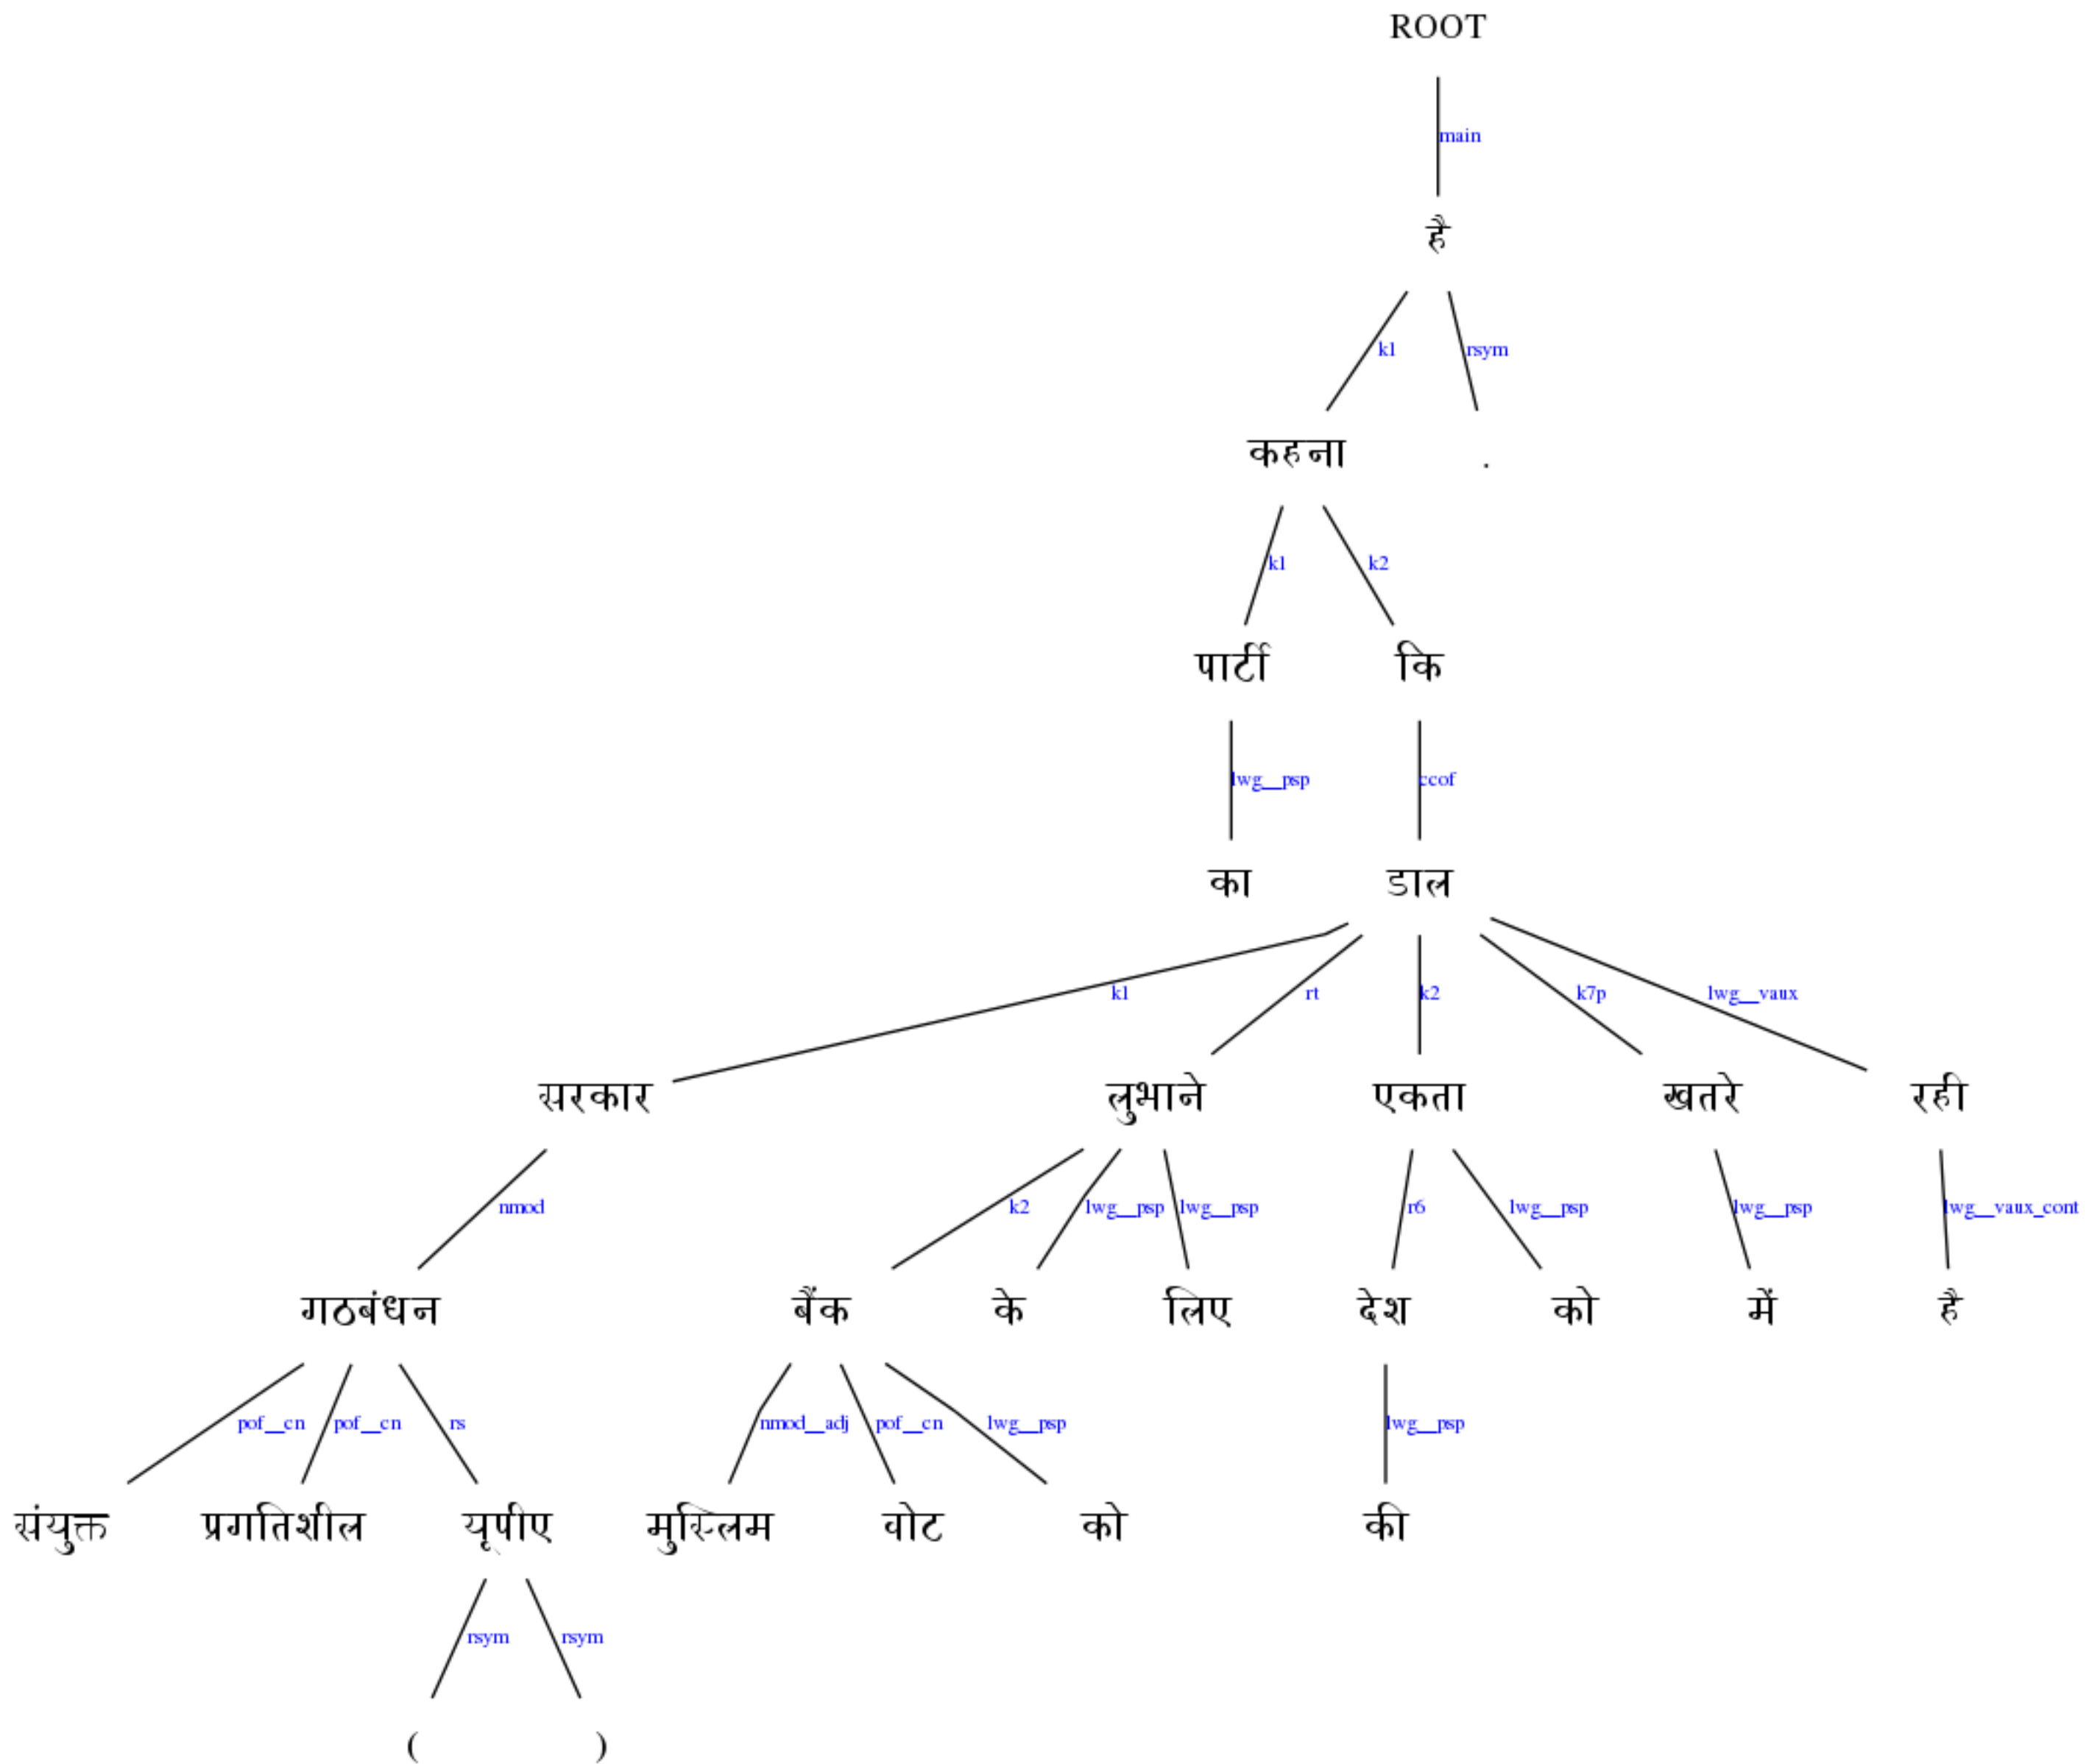 ROOT
main
है
k1 rsym
कहना .
k1 k2
पार्टी कि
lwg__psp ccof
का डाल
k1 rt k2 k7p lwg__vaux
सरकार लुभाने एकता खतरे रही
nmod k2 lwg__psp lwg__psp r6 lwg__psp lwg__psp lwg__vaux_cont
गठबंधन बैंक के लिए देश को में है
pof__cn pof__cn rs nmod__adj pof__cn lwg__psp lwg__psp
संयुक्त प्रगतिशील यूपीए मुस्लिम वोट को की
rsym rsym
( )